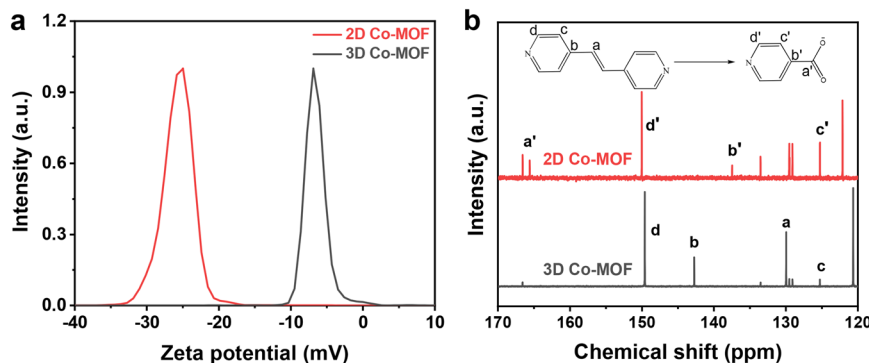 a
2D Co-MOF
3D Co-MOF
Intensity (a.u.)
1.2
0.9
0.6
0.3
0.0
-40
-30
-20
-10
0
10
Zeta potential (mV)
b
d
c
b
a
N
N
d'
c'
b'
a'
N
O
O
a'
d'
b'
c'
2D Co-MOF
d
b
a
c
3D Co-MOF
Intensity (a.u.)
170
160
150
140
130
120
Chemical shift (ppm)